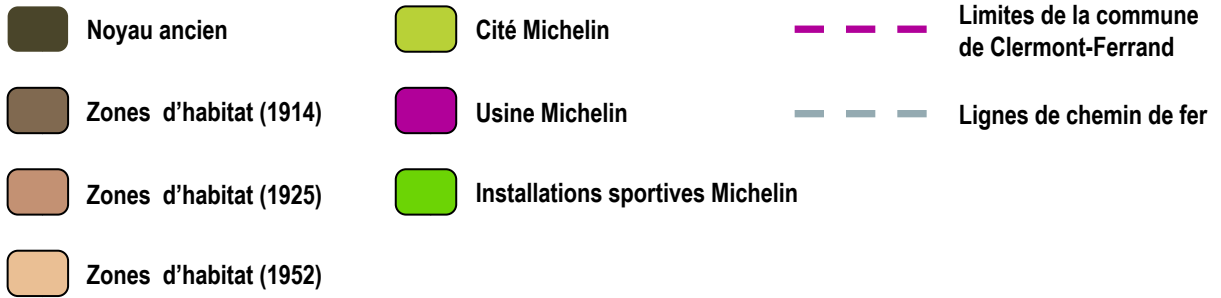 Noyau ancien
Zones d'habitat (1914)
Zones d'habitat (1925)
Zones d'habitat (1952)
Cité Michelin
Usine Michelin
Installations sportives Michelin
Limites de la commune
de Clermont-Ferrand
Lignes de chemin de fer